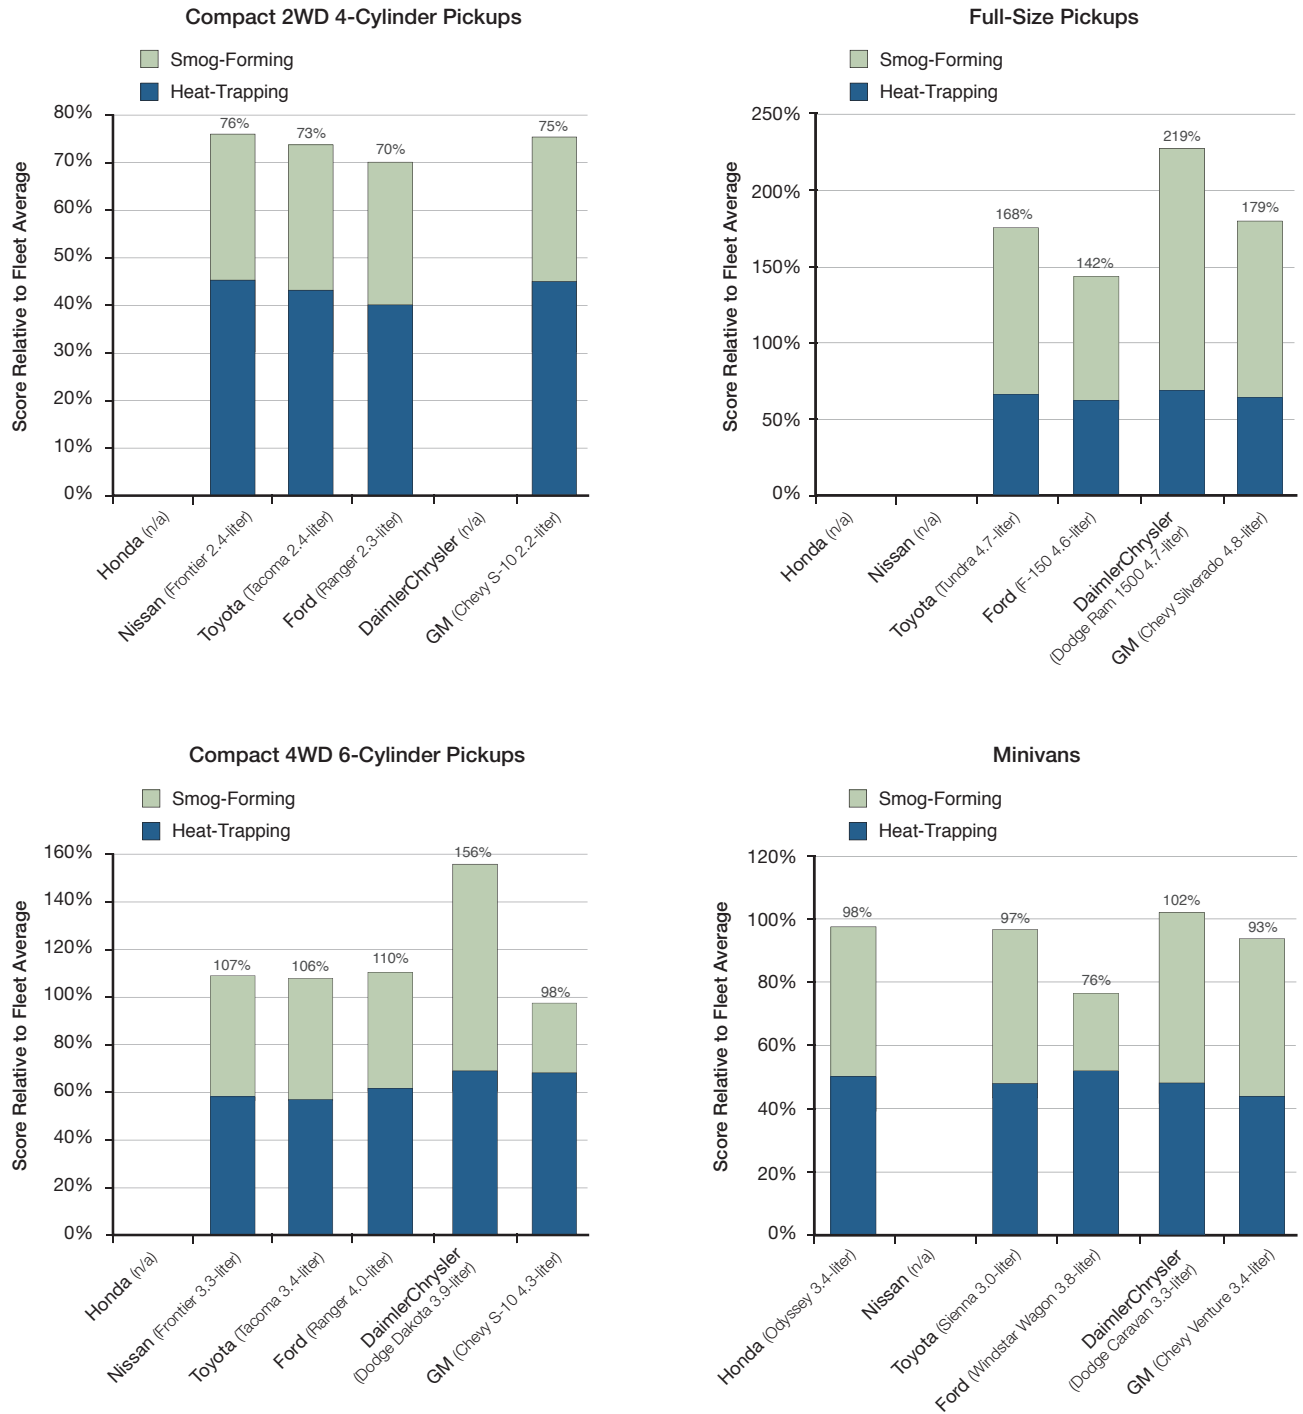 Compact 2WD 4-Cylinder Pickups
Smog-Forming
Heat-Trapping
Score Relative to Fleet Average
80%
70%
60%
50%
40%
30%
20%
10%
0%
76%
73%
70%
75%
Honda (n/a)
Nissan (Frontier 2.4-liter)
Toyota (Tacoma 2.4-liter)
Ford (Ranger 2.3-liter)
DaimlerChrysler (n/a)
GM (Chevy S-10 2.2-liter)
Full-Size Pickups
Smog-Forming
Heat-Trapping
Score Relative to Fleet Average
250%
200%
150%
100%
50%
0%
168%
142%
219%
179%
Honda (n/a)
Nissan (n/a)
Toyota (Tundra 4.7-liter)
Ford (F-150 4.6-liter)
DaimlerChrysler
(Dodge Ram 1500 4.7-liter)
GM (Chevy Silverado 4.8-liter)
Compact 4WD 6-Cylinder Pickups
Smog-Forming
Heat-Trapping
Score Relative to Fleet Average
160%
140%
120%
100%
80%
60%
40%
20%
0%
107%
106%
110%
156%
98%
Honda (n/a)
Nissan (Frontier 3.3-liter)
Toyota (Tacoma 3.4-liter)
Ford (Ranger 4.0-liter)
DaimlerChrysler
(Dodge Dakota 3.9-liter)
GM (Chevy S-10 4.3-liter)
Minivans
Smog-Forming
Heat-Trapping
Score Relative to Fleet Average
120%
100%
80%
60%
40%
20%
0%
98%
97%
76%
102%
93%
Honda (Odyssey 3.4-liter)
Nissan (n/a)
Toyota (Sienna 3.0-liter)
Ford (Windstar Wagon 3.8-liter)
DaimlerChrysler
(Dodge Caravan 3.3-liter)
GM (Chevy Venture 3.4-liter)